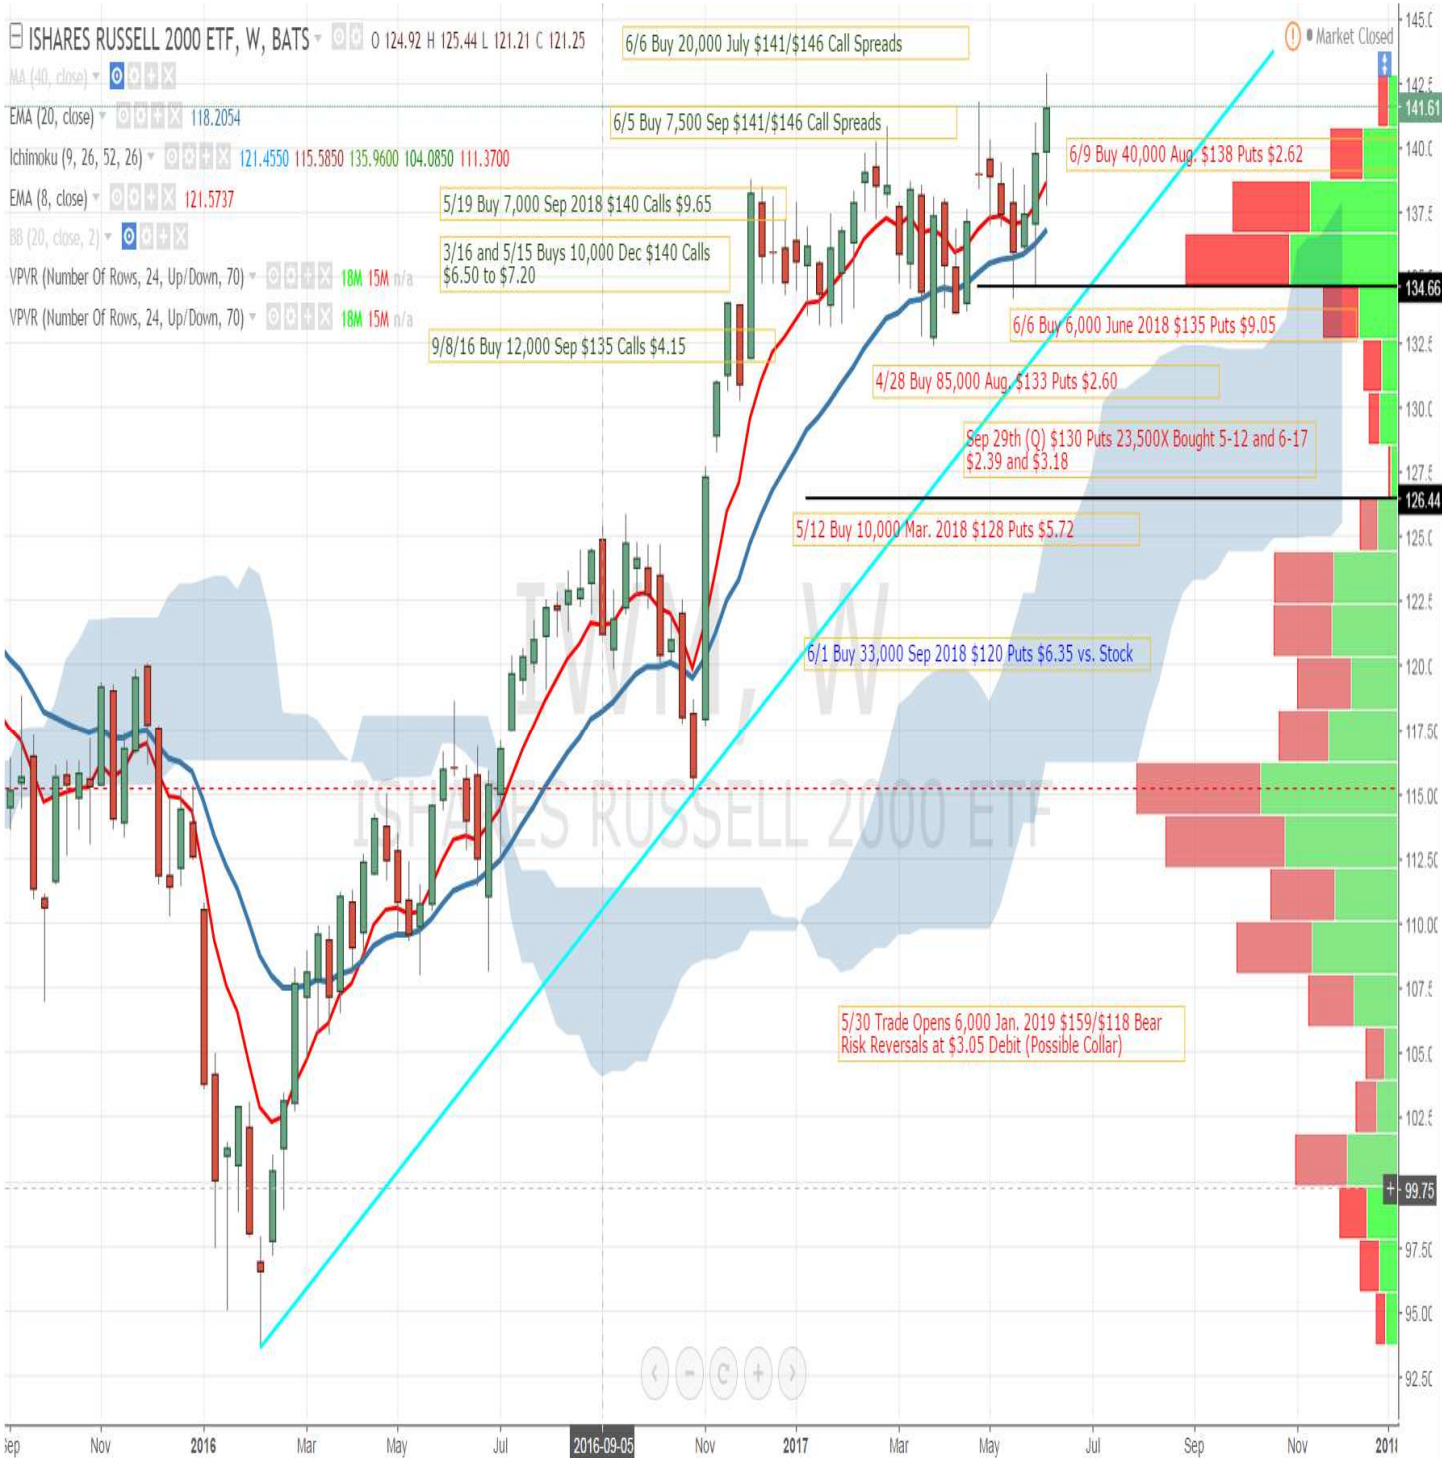 ISHARES RUSSELL 2000 ETF, W, BATS O 124.92 H 125.44 L 121.21 C 121.25
6/6 Buy 20,000 July $141/$146 Call Spreads
! Market Closed
MA (40, close)
EMA (20, close) 118.2054
6/5 Buy 7,500 Sep $141/$146 Call Spreads
Ichimoku (9, 26, 52, 26) 121.4550 115.5850 135.9600 104.0850 111.3700
6/9 Buy 40,000 Aug. $138 Puts $2.62
EMA (8, close) 121.5737
5/19 Buy 7,000 Sep 2018 $140 Calls $9.65
BB (20, close, 2)
3/16 and 5/15 Buys 10,000 Dec $140 Calls
$6.50 to $7.20
VPVR (Number Of Rows, 24, Up/Down, 70) 18M 15M n/a
VPVR (Number Of Rows, 24, Up/Down, 70) 18M 15M n/a
6/6 Buy 6,000 June 2018 $135 Puts $9.05
9/8/16 Buy 12,000 Sep $135 Calls $4.15
4/28 Buy 85,000 Aug. $133 Puts $2.60
Sep 29th (Q) $130 Puts 23,500X Bought 5-12 and 6-17
$2.39 and $3.18
5/12 Buy 10,000 Mar. 2018 $128 Puts $5.72
IWM, W
6/1 Buy 33,000 Sep 2018 $120 Puts $6.35 vs. Stock
ISHARES RUSSELL 2000 ETF
5/30 Trade Opens 6,000 Jan. 2019 $159/$118 Bear
Risk Reversals at $3.05 Debit (Possible Collar)
145.0
142.5
141.61
140.0
137.5
134.66
132.5
130.0
127.5
126.44
125.0
122.5
120.0
117.50
115.00
112.50
110.00
107.5
105.0
102.5
99.75
97.50
95.00
92.50
Sep Nov 2016 Mar May Jul 2016-09-05 Nov 2017 Mar May Jul Sep Nov 2018